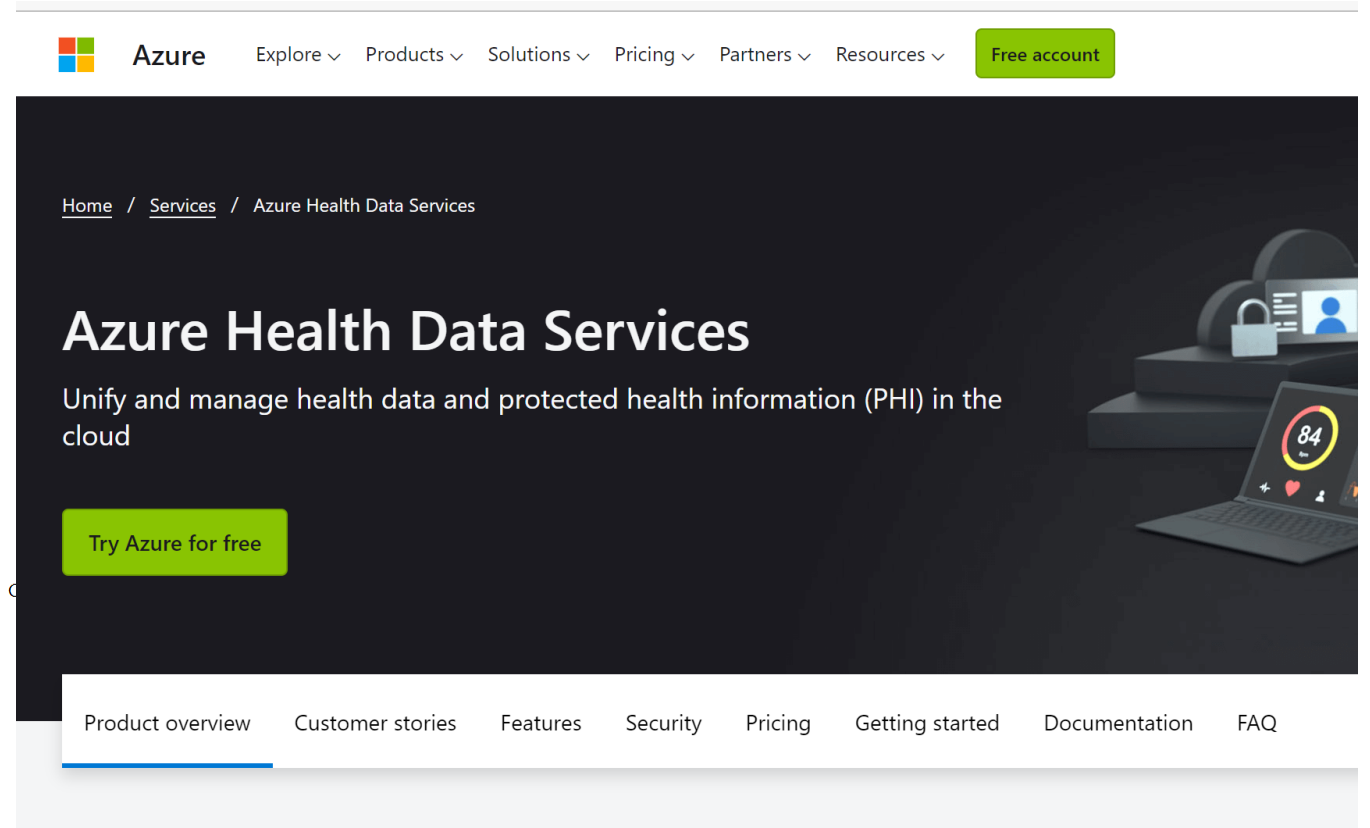 Azure Explore Products Solutions Pricing Partners Resources Free account
Home / Services / Azure Health Data Services
Azure Health Data Services
Unify and manage health data and protected health information (PHI) in the
cloud
84
Try Azure for free
Product overview Customer stories Features Security Pricing Getting started Documentation FAQ